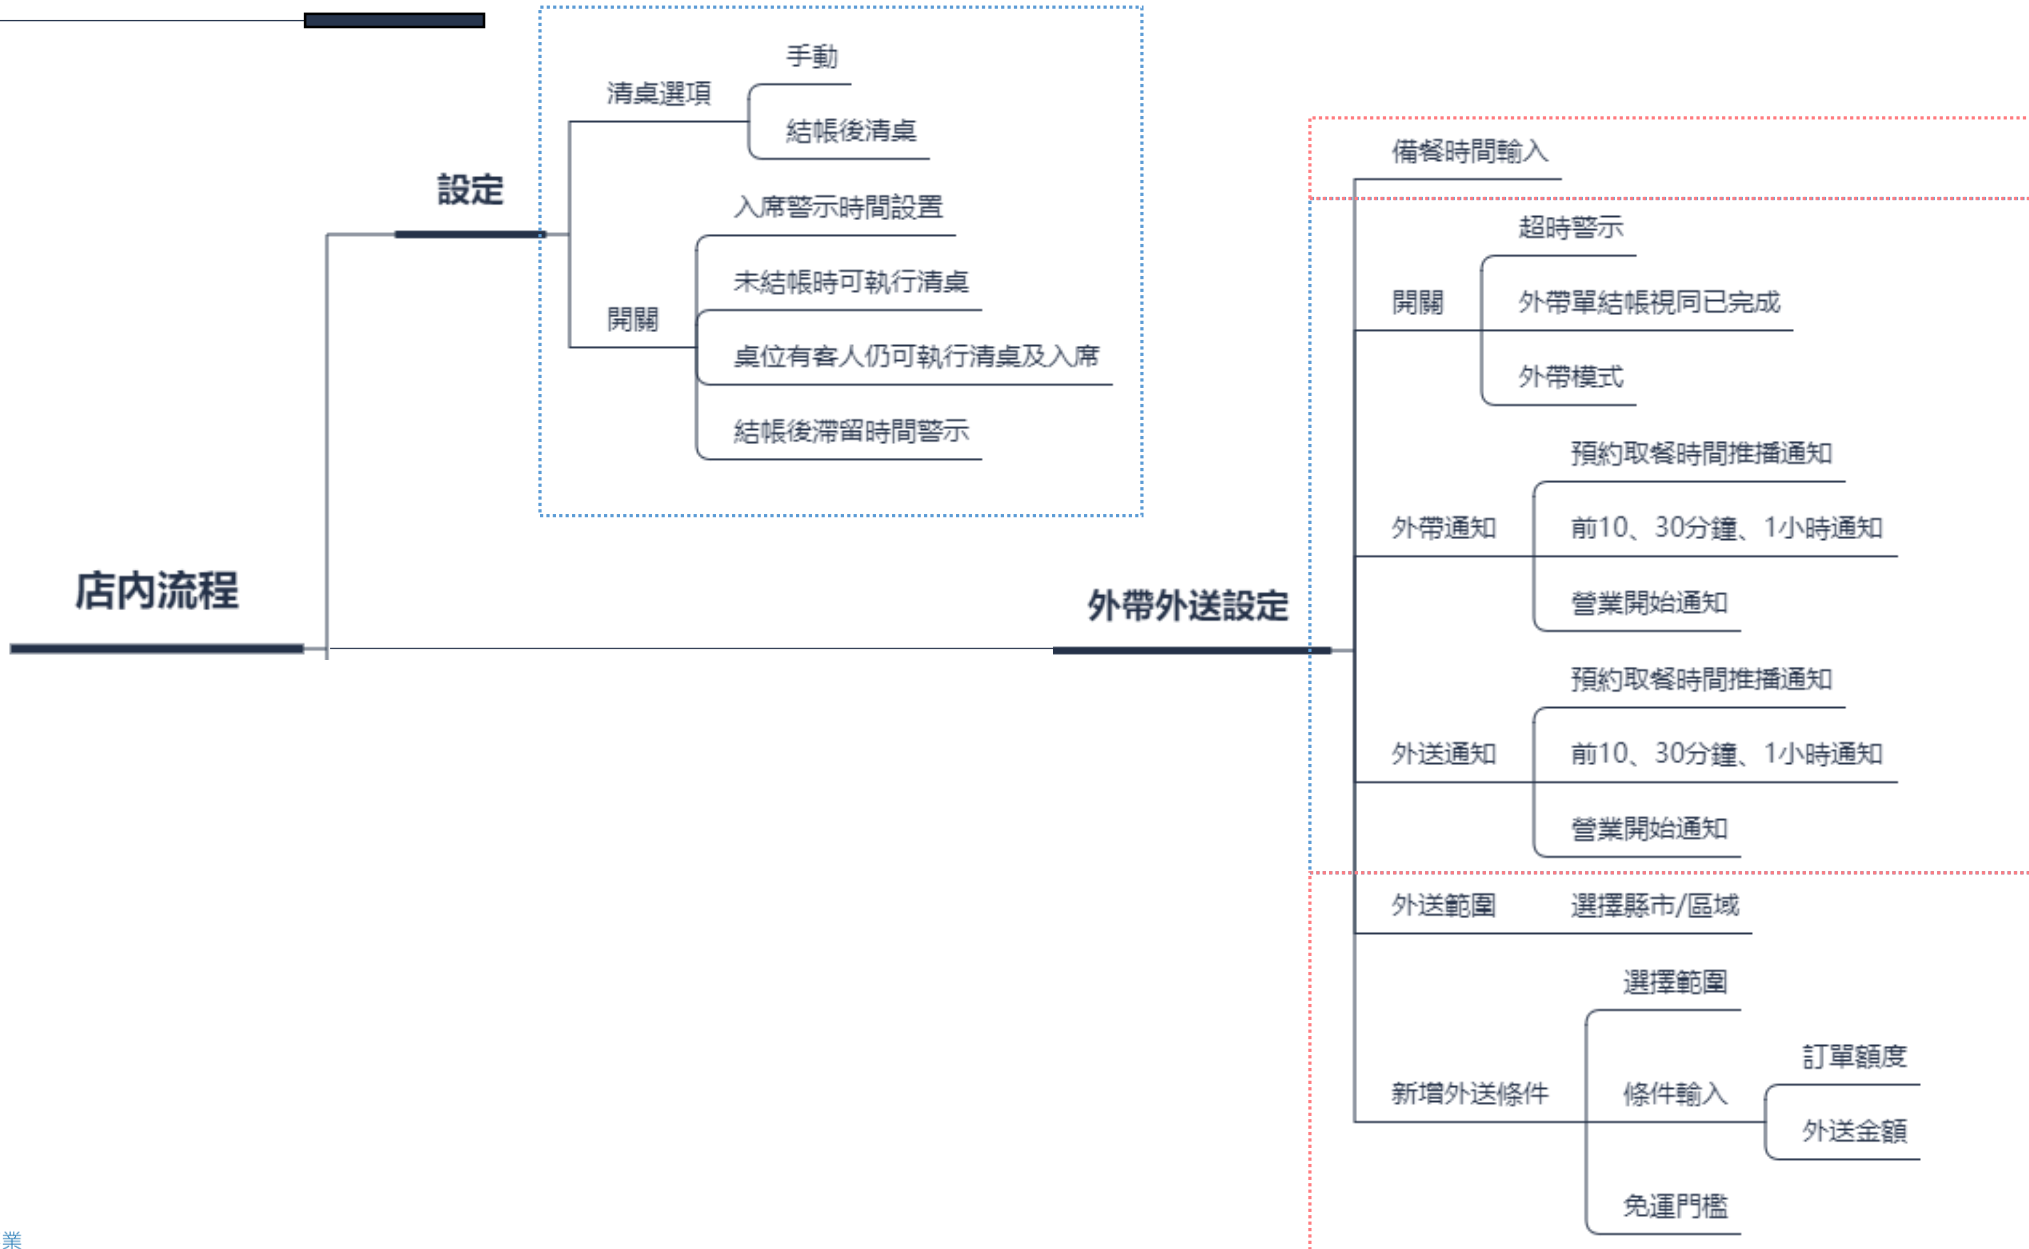 手動
清桌選項
結帳後清桌
設定
入席警示時間設置
未結帳時可執行清桌
開關
桌位有客人仍可執行清桌及入席
結帳後滯留時間警示
店內流程
外帶外送設定
備餐時間輸入
超時警示
開關
外帶單結帳視同已完成
外帶模式
預約取餐時間推播通知
外帶通知
前10、30分鐘、1小時通知
營業開始通知
預約取餐時間推播通知
外送通知
前10、30分鐘、1小時通知
營業開始通知
外送範圍
選擇縣市/區域
選擇範圍
新增外送條件
條件輸入
訂單額度
外送金額
免運門檻
業